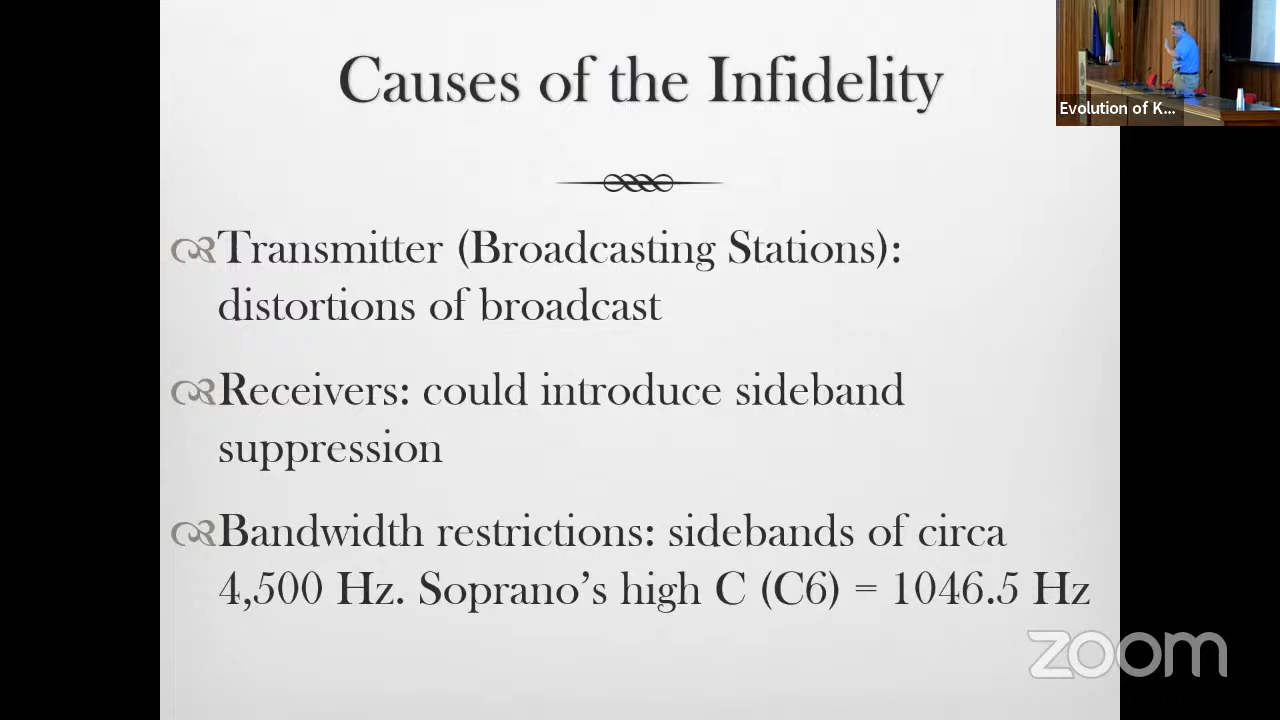 Causes of the Infidelity
Evolution of K...
Transmitter (Broadcasting Stations):
distortions of broadcast
Receivers: could introduce sideband
suppression
Bandwidth restrictions: sidebands of circa
4,500 Hz. Soprano’s high C (C6) = 1046.5 Hz
zoom